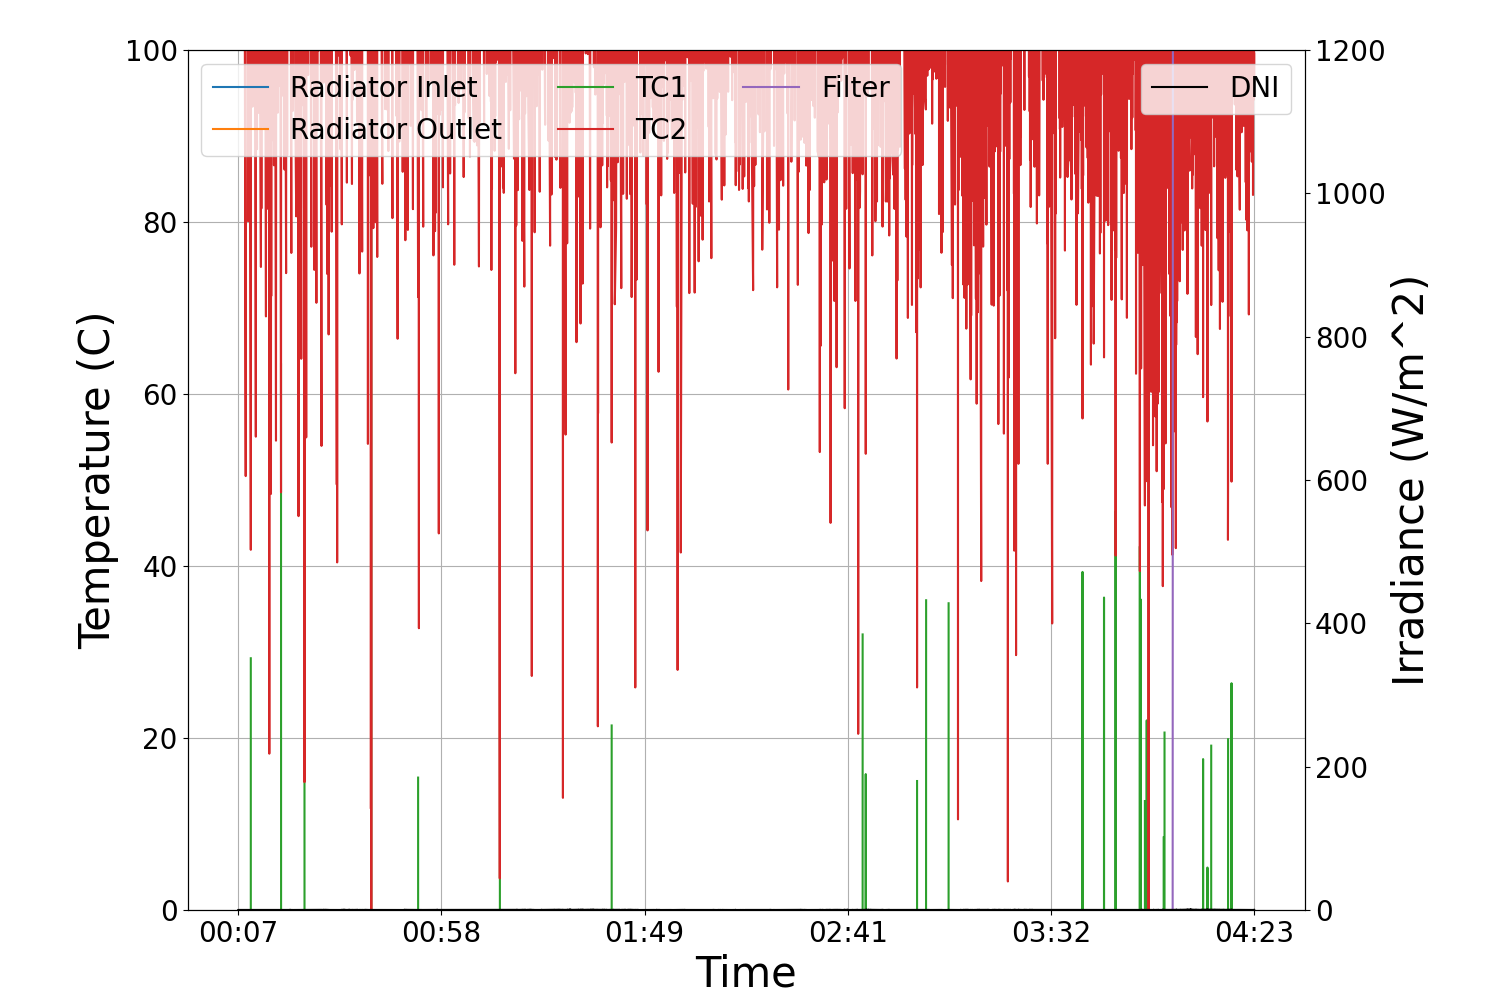 100
80
60
40
20
0
Temperature (C)
Radiator Inlet
Radiator Outlet
TC1
TC2
Filter
DNI
1200
1000
800
600
400
200
0
Irradiance (W/m^2)
00:07 00:58 01:49 02:41 03:32 04:23
Time